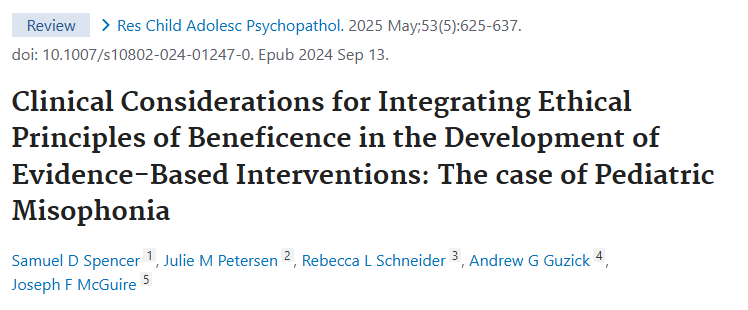 Review Res Child Adolesc Psychopathol. 2025 May;53(5):625-637.
doi: 10.1007/s10802-024-01247-0. Epub 2024 Sep 13.
Clinical Considerations for Integrating Ethical
Principles of Beneficence in the Development of
Evidence-Based Interventions: The case of Pediatric
Misophonia
Samuel D Spencer 1, Julie M Petersen 2, Rebecca L Schneider 3, Andrew G Guzick 4,
Joseph F McGuire 5